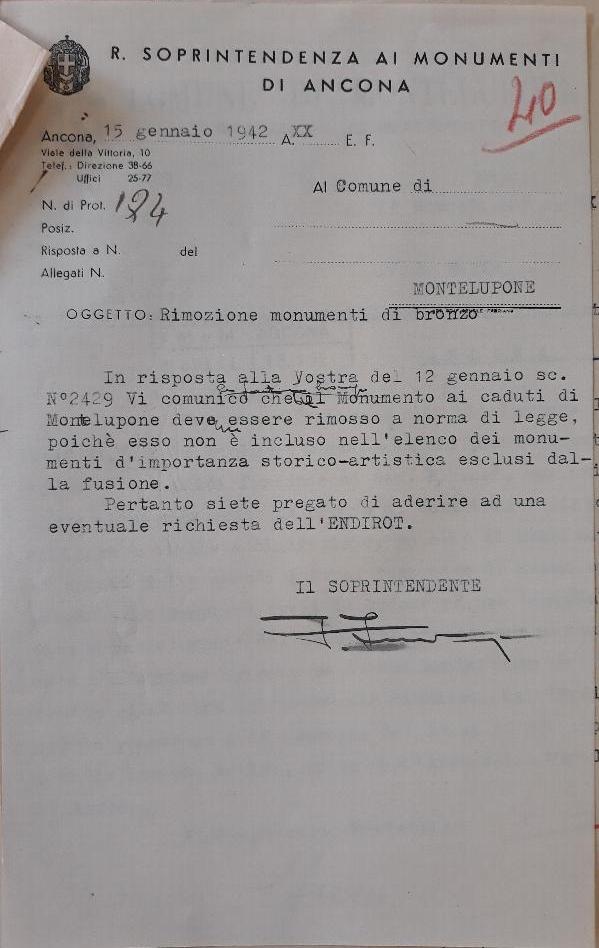 R. SOPRINTENDENZA AI MONUMENTI
DI ANCONA
40
Ancona, 15 gennaio 1942 A. XX E. F.
Viale della Vittoria, 10
Telef.: Direzione 38-66
Uffici 25-77
Al Comune di
N. di Prot. 184
Posiz.
Risposta a N. del
Allegati N.
MONTELUPONE
OGGETTO: Rimozione monumenti di bronzo
In risposta alla Vostra del 12 gennaio sc.
N°2429 Vi comunico che il Monumento ai caduti di
Montelupone deve essere rimosso a norma di legge,
poichè esso non è incluso nell'elenco dei monu-
menti d'importanza storico-artistica esclusi dal-
la fusione.
Pertanto siete pregato di aderire ad una
eventuale richiesta dell'ENDIROT.
Il SOPRINTENDENTE